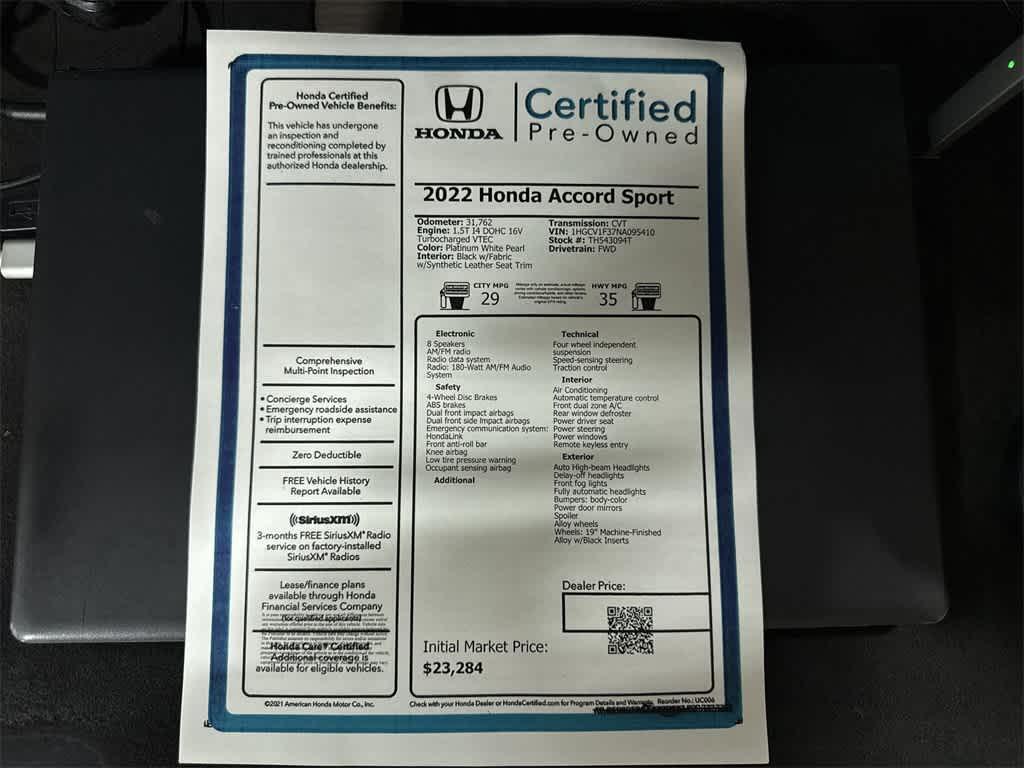 Honda Certified
Pre-Owned Vehicle Benefits:
This vehicle has undergone
an inspection and
reconditioning completed by
trained professionals at this
authorized Honda dealership.
Comprehensive
Multi-Point Inspection
• Concierge Services
• Emergency roadside assistance
• Trip interruption expense
reimbursement
Zero Deductible
FREE Vehicle History
Report Available
((SiriusXM))
3-months FREE SiriusXM® Radio
service on factory-installed
SiriusXM® Radios
Lease/finance plans
available through Honda
Financial Services Company
(for qualified applicants)
Honda Care® Certified
Additional coverage is
available for eligible vehicles.
©2021 American Honda Motor Co., Inc.
HONDA
Certified
Pre-Owned
2022 Honda Accord Sport
Odometer: 31,762
Engine: 1.5T I4 DOHC 16V
Turbocharged VTEC
Color: Platinum White Pearl
Interior: Black w/Fabric
w/Synthetic Leather Seat Trim
Transmission: CVT
VIN: 1HGCV1F37NA095410
Stock #: TH543094T
Drivetrain: FWD
CITY MPG
29
HWY MPG
35
Electronic
8 Speakers
AM/FM radio
Radio data system
Radio: 180-Watt AM/FM Audio
System
Safety
4-Wheel Disc Brakes
ABS brakes
Dual front impact airbags
Dual front side impact airbags
Emergency communication system:
HondaLink
Front anti-roll bar
Knee airbag
Low tire pressure warning
Occupant sensing airbag
Additional
Technical
Four wheel independent
suspension
Speed-sensing steering
Traction control
Interior
Air Conditioning
Automatic temperature control
Front dual zone A/C
Rear window defroster
Power driver seat
Power steering
Power windows
Remote keyless entry
Exterior
Auto High-beam Headlights
Delay-off headlights
Front fog lights
Fully automatic headlights
Bumpers: body-color
Power door mirrors
Spoiler
Alloy wheels
Wheels: 19" Machine-Finished
Alloy w/Black Inserts
Dealer Price:
Initial Market Price:
$23,284
Check with your Honda Dealer or HondaCertified.com for Program Details and Warranty. Reorder No.: UC006